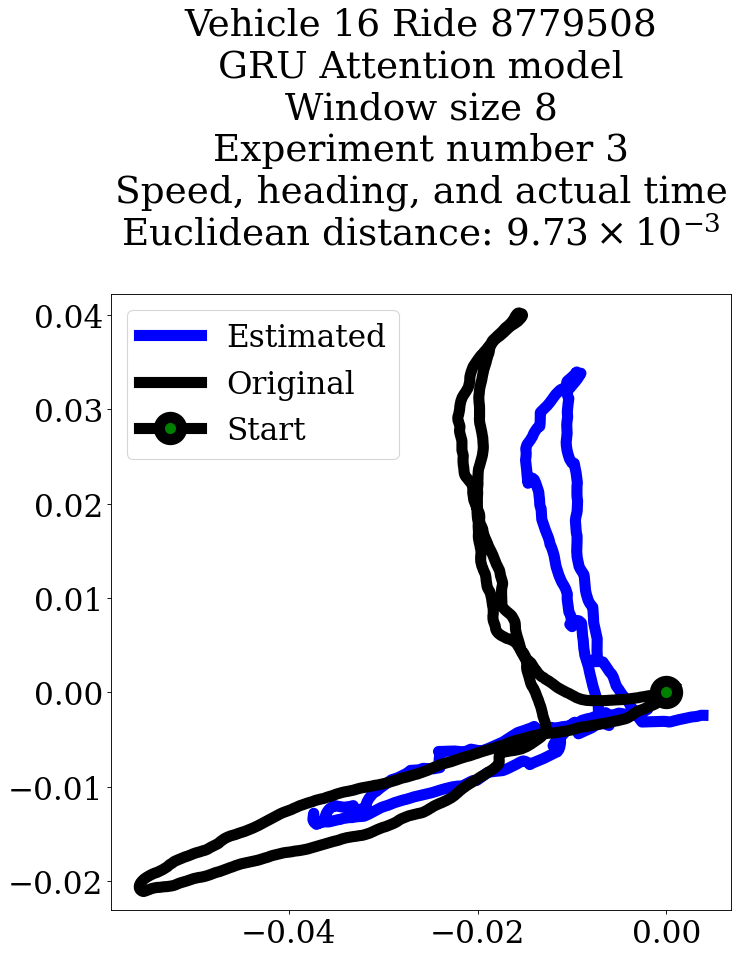 Vehicle 16 Ride 8779508
GRU Attention model
Window size 8
Experiment number 3
Speed, heading, and actual time
Euclidean distance: 9.73 × 10⁻³
Estimated
Original
Start
0.04
0.03
0.02
0.01
0.00
−0.01
−0.02
−0.04
−0.02
0.00